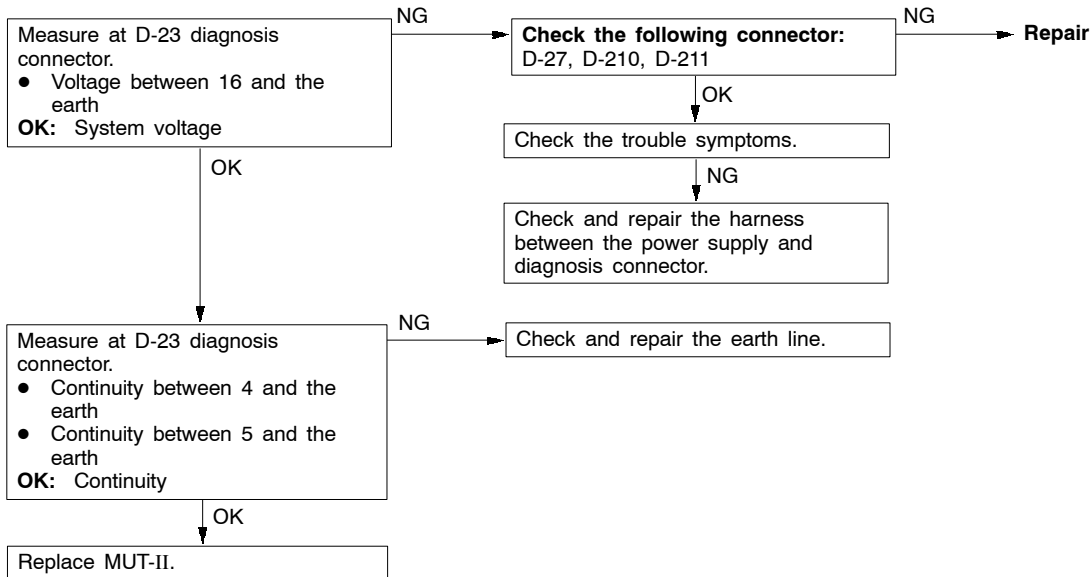 Measure at D-23 diagnosis
connector.
● Voltage between 16 and the
earth
OK: System voltage
NG
Check the following connector:
D-27, D-210, D-211
NG
Repair
OK
Check the trouble symptoms.
NG
Check and repair the harness
between the power supply and
diagnosis connector.
OK
Measure at D-23 diagnosis
connector.
● Continuity between 4 and the
earth
● Continuity between 5 and the
earth
OK: Continuity
NG
Check and repair the earth line.
OK
Replace MUT-II.